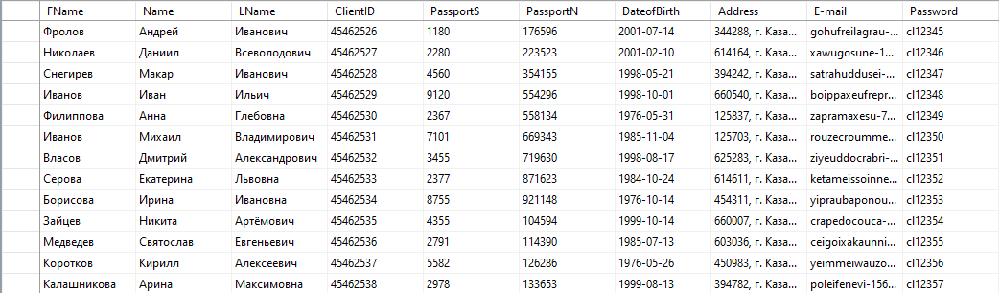 FName Name LName ClientID PassportS PassportN DateofBirth Address E-mail Password
Фролов Андрей Иванович 45462526 1180 176596 2001-07-14 344288, г. Каза... gohufreilagrau-... cl12345
Николаев Даниил Всеволодович 45462527 2280 223523 2001-02-10 614164, г. Каза... xawugosune-1... cl12346
Снегирев Макар Иванович 45462528 4560 354155 1998-05-21 394242, г. Каза... satrahuddusei-... cl12347
Иванов Иван Ильич 45462529 9120 554296 1998-10-01 660540, г. Каза... boippaxeufrepr... cl12348
Филиппова Анна Глебовна 45462530 2367 558134 1976-05-31 125837, г. Каза... zapramaxesu-7... cl12349
Иванов Михаил Владимирович 45462531 7101 669343 1985-11-04 125703, г. Каза... rouzecroumme... cl12350
Власов Дмитрий Александрович 45462532 3455 719630 1998-08-17 625283, г. Каза... ziyeuddocrabri-... cl12351
Серова Екатерина Львовна 45462533 2377 871623 1984-10-24 614611, г. Каза... ketameissoinne... cl12352
Борисова Ирина Ивановна 45462534 8755 921148 1976-10-14 454311, г. Каза... yipraubaponou... cl12353
Зайцев Никита Артёмович 45462535 4355 104594 1999-10-14 660007, г. Каза... crapedocouca-... cl12354
Медведев Святослав Евгеньевич 45462536 2791 114390 1985-07-13 603036, г. Каза... ceigoixakaunni... cl12355
Коротков Кирилл Алексеевич 45462537 5582 126286 1976-05-26 450983, г. Каза... yeimmeiwauzo... cl12356
Калашникова Арина Максимовна 45462538 2978 133653 1999-08-13 394782, г. Каза... poleifenevi-156... cl12357